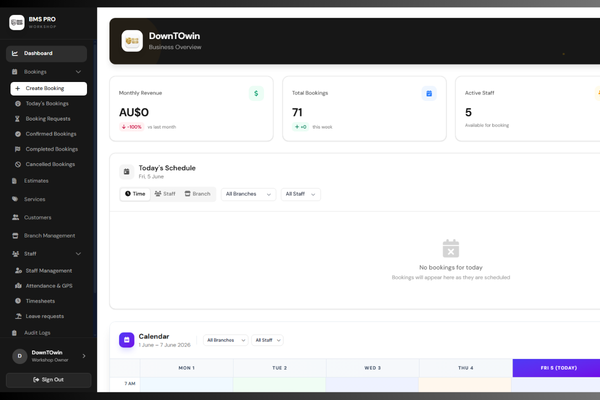 BMS PRO
WORKSHOP
Dashboard
Bookings
Create Booking
Today's Bookings
Booking Requests
Confirmed Bookings
Completed Bookings
Cancelled Bookings
Estimates
Services
Customers
Branch Management
Staff
Staff Management
Attendance & GPS
Timesheets
Leave requests
Audit Logs
D
DownTOwin
Workshop Owner
Sign Out
DownTOwin
Business Overview
Monthly Revenue
$
AU$0
-100% vs last month
Total Bookings
71
+0 this week
Active Staff
5
Available for booking
Today's Schedule
Fri, 5 June
Time Staff Branch All Branches All Staff
No bookings for today
Bookings will appear here as they are scheduled
Calendar
1 June – 7 June 2026
All Branches All Staff
MON 1 TUE 2 WED 3 THU 4 FRI 5 (TODAY)
7 AM